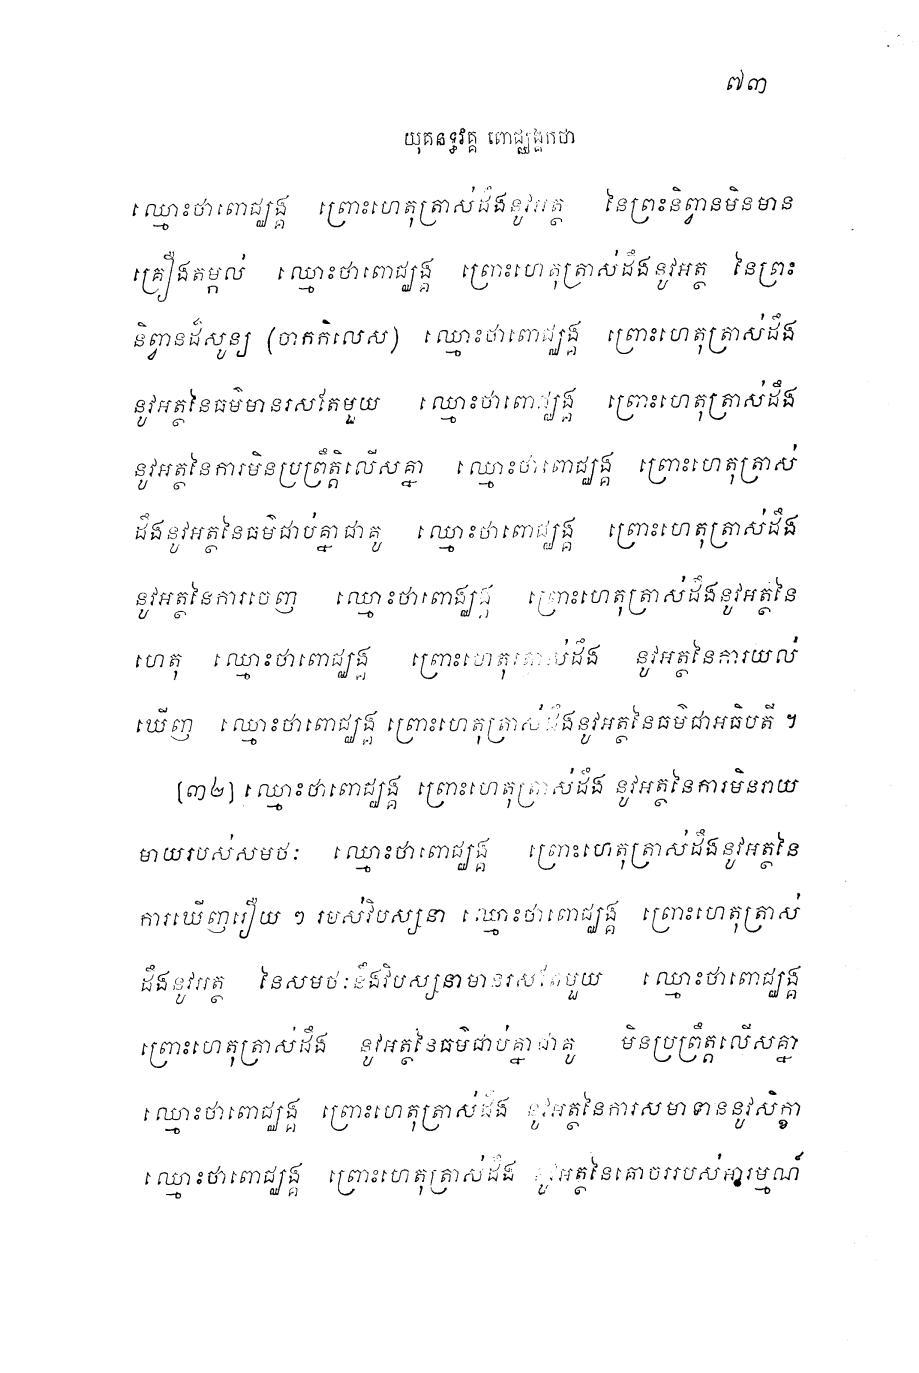 ៧៣
យុគនទ្ធវគ្គ ពោជ្ឈង្គកថា
ឈ្មោះថាពោជ្ឈង្គ ព្រោះហេតុត្រាស់ដឹងនូវអត្ថ នៃព្រះនិព្វានមិនមាន
គ្រឿងតម្កល់ ឈ្មោះថាពោជ្ឈង្គ ព្រោះហេតុត្រាស់ដឹងនូវអត្ថ នៃព្រះ
និព្វានដ៏សូន្យ (ចាកកិលេស) ឈ្មោះថាពោជ្ឈង្គ ព្រោះហេតុត្រាស់ដឹង
នូវអត្ថនៃធម៌មានរសតែមួយ ឈ្មោះថាពោជ្ឈង្គ ព្រោះហេតុត្រាស់ដឹង
នូវអត្ថនៃការមិនប្រព្រឹត្តិលើសគ្នា ឈ្មោះថាពោជ្ឈង្គ ព្រោះហេតុត្រាស់
ដឹងនូវអត្ថនៃធម៌ជាប់គ្នាជាគូ ឈ្មោះថាពោជ្ឈង្គ ព្រោះហេតុត្រាស់ដឹង
នូវអត្ថនៃការចេញ ឈ្មោះថាពោជ្ឈង្គ ព្រោះហេតុត្រាស់ដឹងនូវអត្ថនៃ
ហេតុ ឈ្មោះថាពោជ្ឈង្គ ព្រោះហេតុត្រាស់ដឹង នូវអត្ថនៃការយល់
ឃើញ ឈ្មោះថាពោជ្ឈង្គ ព្រោះហេតុត្រាស់ដឹងនូវអត្ថនៃធម៌ជាអធិបតី ។
[៣២] ឈ្មោះថាពោជ្ឈង្គ ព្រោះហេតុត្រាស់ដឹង នូវអត្ថនៃការមិនរាយ
មាយរបស់សមថៈ ឈ្មោះថាពោជ្ឈង្គ ព្រោះហេតុត្រាស់ដឹងនូវអត្ថនៃ
ការឃើញរឿយ ៗ របស់វិបស្សនា ឈ្មោះថាពោជ្ឈង្គ ព្រោះហេតុត្រាស់
ដឹងនូវអត្ថ នៃសមថៈនឹងវិបស្សនាមានរសតែមួយ ឈ្មោះថាពោជ្ឈង្គ
ព្រោះហេតុត្រាស់ដឹង នូវអត្ថនៃធម៌ជាប់គ្នាជាគូ មិនប្រព្រឹត្តលើសគ្នា
ឈ្មោះថាពោជ្ឈង្គ ព្រោះហេតុត្រាស់ដឹង នូវអត្ថនៃការសមាទាននូវសិក្ខា
ឈ្មោះថាពោជ្ឈង្គ ព្រោះហេតុត្រាស់ដឹង នូវអត្ថនៃគោចររបស់អារម្មណ៍